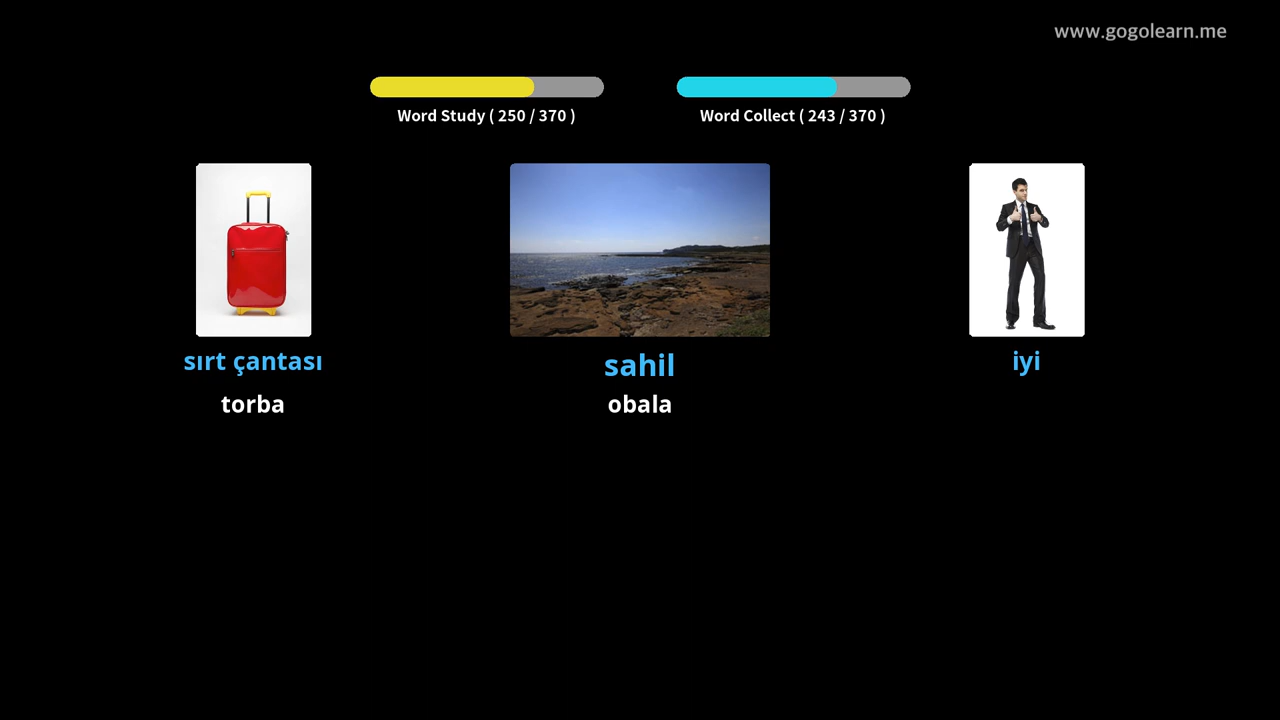 www.gogolearn.me
Word Study ( 250 / 370 )
Word Collect ( 243 / 370 )
sırt çantası
torba
sahil
obala
iyi